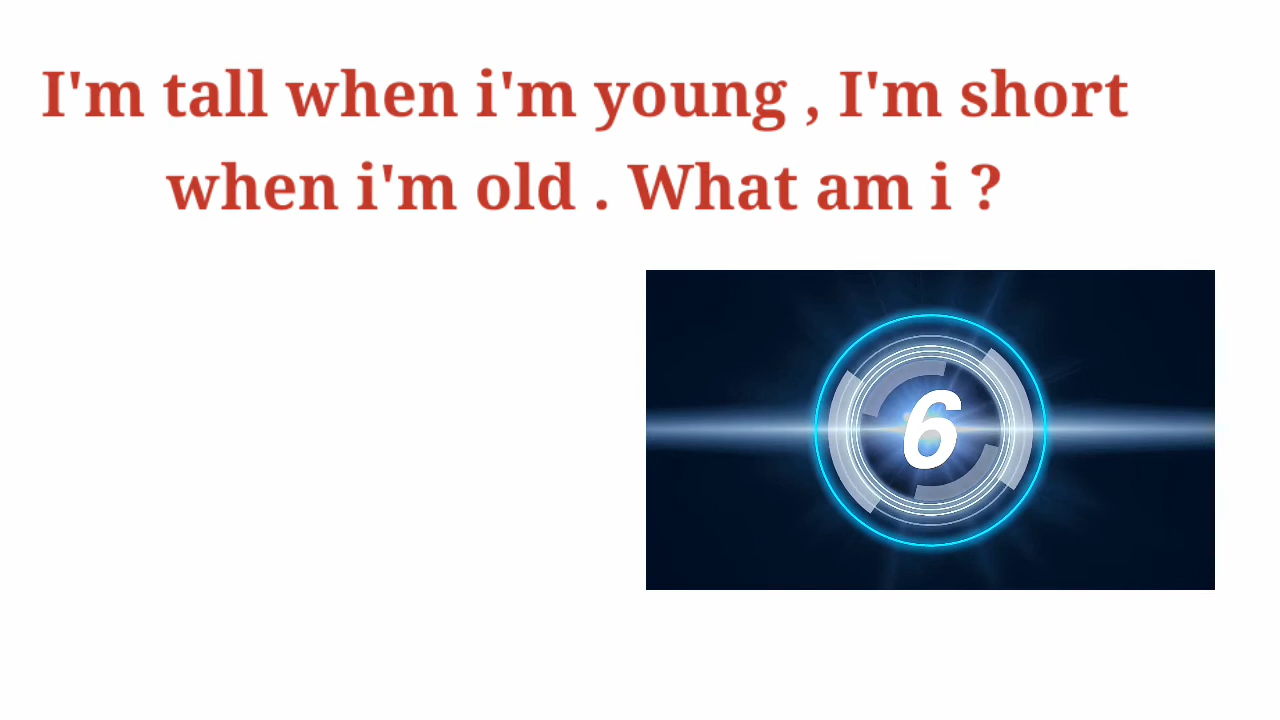 I'm tall when i'm young , I'm short
when i'm old . What am i ?
6